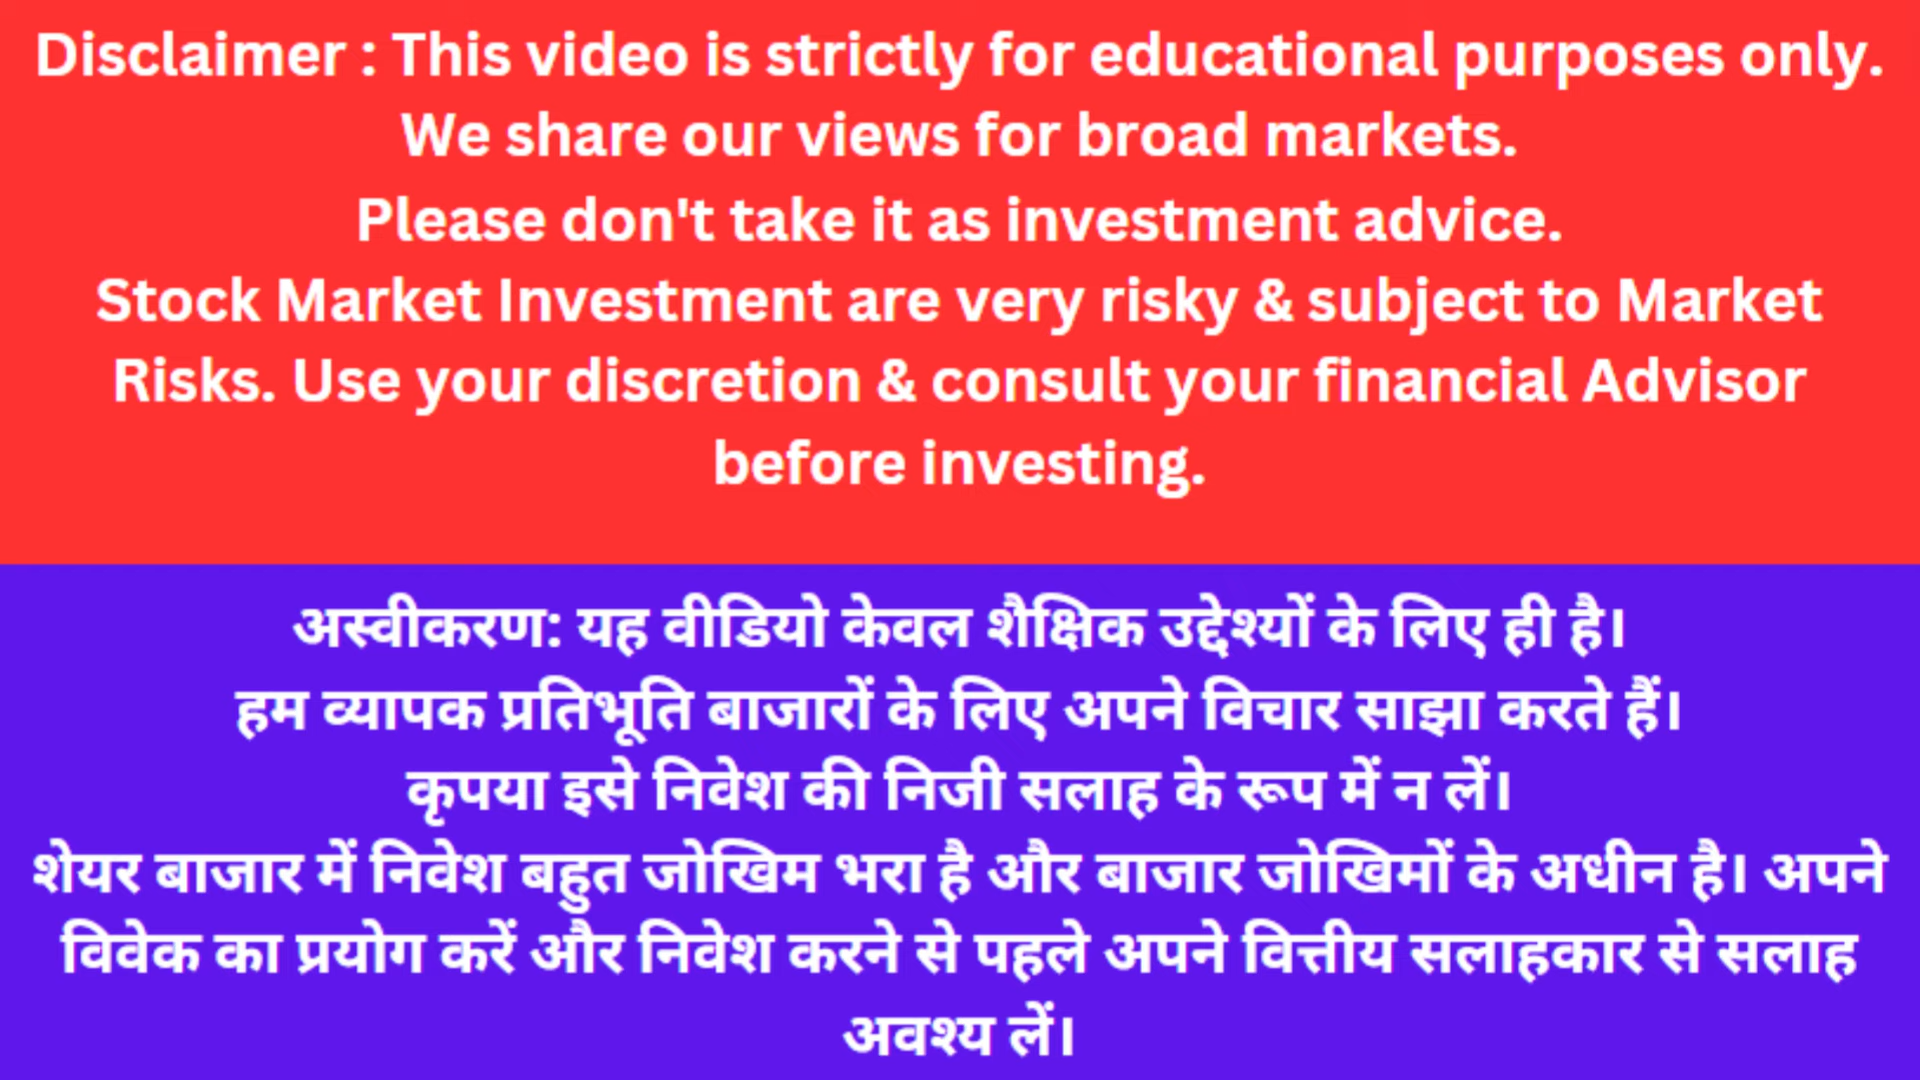 Disclaimer : This video is strictly for educational purposes only.
We share our views for broad markets.
Please don't take it as investment advice.
Stock Market Investment are very risky & subject to Market
Risks. Use your discretion & consult your financial Advisor
before investing.
अस्वीकरण: यह वीडियो केवल शैक्षिक उद्देश्यों के लिए ही है।
हम व्यापक प्रतिभूति बाजारों के लिए अपने विचार साझा करते हैं।
कृपया इसे निवेश की निजी सलाह के रूप में न लें।
शेयर बाजार में निवेश बहुत जोखिम भरा है और बाजार जोखिमों के अधीन है। अपने
विवेक का प्रयोग करें और निवेश करने से पहले अपने वित्तीय सलाहकार से सलाह
अवश्य लें।